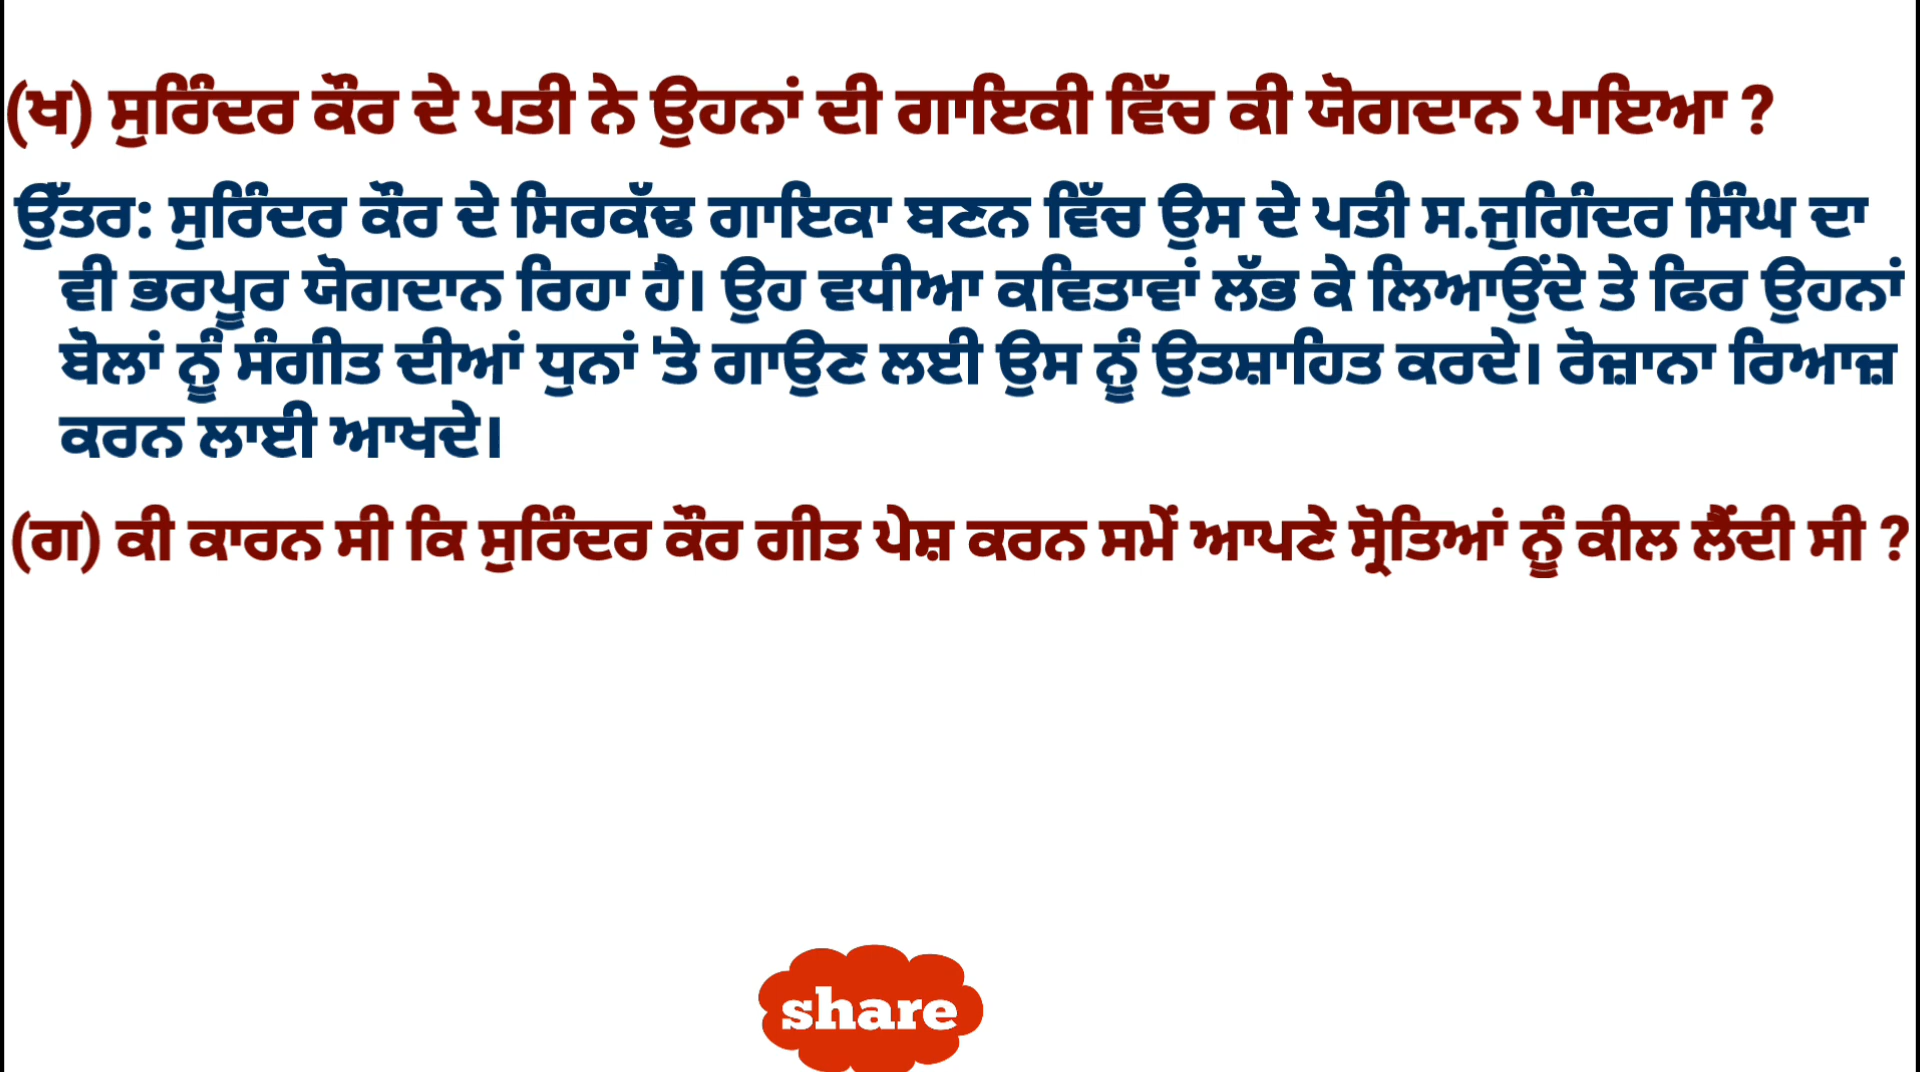 (ਖ) ਸੁਰਿੰਦਰ ਕੌਰ ਦੇ ਪਤੀ ਨੇ ਉਹਨਾਂ ਦੀ ਗਾਇਕੀ ਵਿੱਚ ਕੀ ਯੋਗਦਾਨ ਪਾਇਆ ?
ਉੱਤਰ: ਸੁਰਿੰਦਰ ਕੌਰ ਦੇ ਸਿਰਕੱਢ ਗਾਇਕਾ ਬਣਨ ਵਿੱਚ ਉਸ ਦੇ ਪਤੀ ਸ.ਜੁਗਿੰਦਰ ਸਿੰਘ ਦਾ
ਵੀ ਭਰਪੂਰ ਯੋਗਦਾਨ ਰਿਹਾ ਹੈ। ਉਹ ਵਧੀਆ ਕਵਿਤਾਵਾਂ ਲੱਭ ਕੇ ਲਿਆਉਂਦੇ ਤੇ ਫਿਰ ਉਹਨਾਂ
ਬੋਲਾਂ ਨੂੰ ਸੰਗੀਤ ਦੀਆਂ ਧੁਨਾਂ 'ਤੇ ਗਾਉਣ ਲਈ ਉਸ ਨੂੰ ਉਤਸ਼ਾਹਿਤ ਕਰਦੇ। ਰੋਜ਼ਾਨਾ ਰਿਆਜ਼
ਕਰਨ ਲਾਈ ਆਖਦੇ।
(ਗ) ਕੀ ਕਾਰਨ ਸੀ ਕਿ ਸੁਰਿੰਦਰ ਕੌਰ ਗੀਤ ਪੇਸ਼ ਕਰਨ ਸਮੇਂ ਆਪਣੇ ਸ੍ਰੋਤਿਆਂ ਨੂੰ ਕੀਲ ਲੈਂਦੀ ਸੀ ?
share